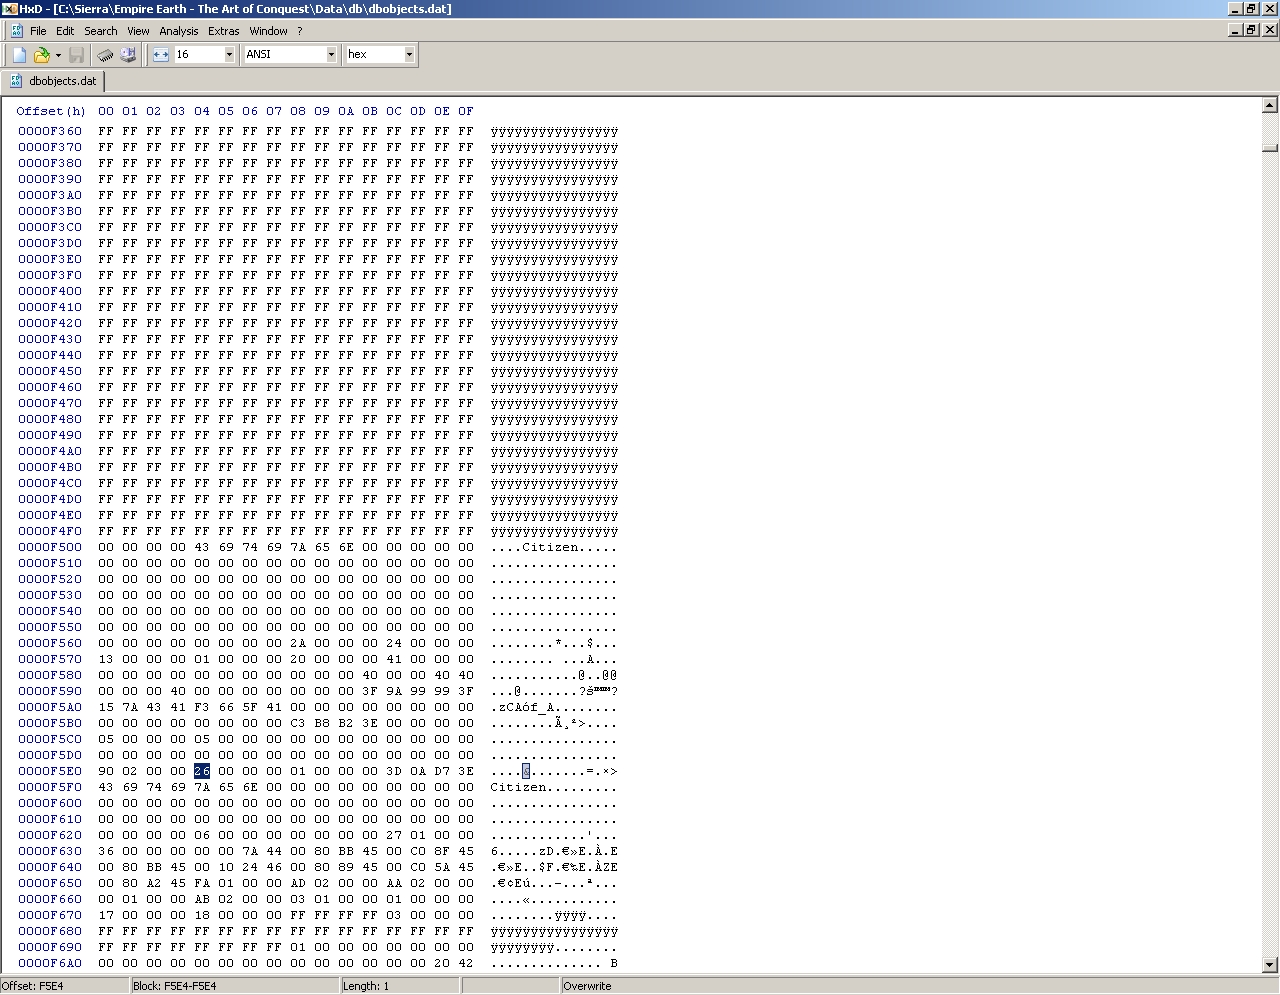 HxD - [C:\Sierra\Empire Earth - The Art of Conquest\Data\db\dbobjects.dat]
File Edit Search View Analysis Extras Window ?
16 ANSI hex
dbobjects.dat
Offset(h) 00 01 02 03 04 05 06 07 08 09 0A 0B 0C 0D 0E 0F
0000F360 FF FF FF FF FF FF FF FF FF FF FF FF FF FF FF FF ÿÿÿÿÿÿÿÿÿÿÿÿÿÿÿÿ
0000F370 FF FF FF FF FF FF FF FF FF FF FF FF FF FF FF FF ÿÿÿÿÿÿÿÿÿÿÿÿÿÿÿÿ
0000F380 FF FF FF FF FF FF FF FF FF FF FF FF FF FF FF FF ÿÿÿÿÿÿÿÿÿÿÿÿÿÿÿÿ
0000F390 FF FF FF FF FF FF FF FF FF FF FF FF FF FF FF FF ÿÿÿÿÿÿÿÿÿÿÿÿÿÿÿÿ
0000F3A0 FF FF FF FF FF FF FF FF FF FF FF FF FF FF FF FF ÿÿÿÿÿÿÿÿÿÿÿÿÿÿÿÿ
0000F3B0 FF FF FF FF FF FF FF FF FF FF FF FF FF FF FF FF ÿÿÿÿÿÿÿÿÿÿÿÿÿÿÿÿ
0000F3C0 FF FF FF FF FF FF FF FF FF FF FF FF FF FF FF FF ÿÿÿÿÿÿÿÿÿÿÿÿÿÿÿÿ
0000F3D0 FF FF FF FF FF FF FF FF FF FF FF FF FF FF FF FF ÿÿÿÿÿÿÿÿÿÿÿÿÿÿÿÿ
0000F3E0 FF FF FF FF FF FF FF FF FF FF FF FF FF FF FF FF ÿÿÿÿÿÿÿÿÿÿÿÿÿÿÿÿ
0000F3F0 FF FF FF FF FF FF FF FF FF FF FF FF FF FF FF FF ÿÿÿÿÿÿÿÿÿÿÿÿÿÿÿÿ
0000F400 FF FF FF FF FF FF FF FF FF FF FF FF FF FF FF FF ÿÿÿÿÿÿÿÿÿÿÿÿÿÿÿÿ
0000F410 FF FF FF FF FF FF FF FF FF FF FF FF FF FF FF FF ÿÿÿÿÿÿÿÿÿÿÿÿÿÿÿÿ
0000F420 FF FF FF FF FF FF FF FF FF FF FF FF FF FF FF FF ÿÿÿÿÿÿÿÿÿÿÿÿÿÿÿÿ
0000F430 FF FF FF FF FF FF FF FF FF FF FF FF FF FF FF FF ÿÿÿÿÿÿÿÿÿÿÿÿÿÿÿÿ
0000F440 FF FF FF FF FF FF FF FF FF FF FF FF FF FF FF FF ÿÿÿÿÿÿÿÿÿÿÿÿÿÿÿÿ
0000F450 FF FF FF FF FF FF FF FF FF FF FF FF FF FF FF FF ÿÿÿÿÿÿÿÿÿÿÿÿÿÿÿÿ
0000F460 FF FF FF FF FF FF FF FF FF FF FF FF FF FF FF FF ÿÿÿÿÿÿÿÿÿÿÿÿÿÿÿÿ
0000F470 FF FF FF FF FF FF FF FF FF FF FF FF FF FF FF FF ÿÿÿÿÿÿÿÿÿÿÿÿÿÿÿÿ
0000F480 FF FF FF FF FF FF FF FF FF FF FF FF FF FF FF FF ÿÿÿÿÿÿÿÿÿÿÿÿÿÿÿÿ
0000F490 FF FF FF FF FF FF FF FF FF FF FF FF FF FF FF FF ÿÿÿÿÿÿÿÿÿÿÿÿÿÿÿÿ
0000F4A0 FF FF FF FF FF FF FF FF FF FF FF FF FF FF FF FF ÿÿÿÿÿÿÿÿÿÿÿÿÿÿÿÿ
0000F4B0 FF FF FF FF FF FF FF FF FF FF FF FF FF FF FF FF ÿÿÿÿÿÿÿÿÿÿÿÿÿÿÿÿ
0000F4C0 FF FF FF FF FF FF FF FF FF FF FF FF FF FF FF FF ÿÿÿÿÿÿÿÿÿÿÿÿÿÿÿÿ
0000F4D0 FF FF FF FF FF FF FF FF FF FF FF FF FF FF FF FF ÿÿÿÿÿÿÿÿÿÿÿÿÿÿÿÿ
0000F4E0 FF FF FF FF FF FF FF FF FF FF FF FF FF FF FF FF ÿÿÿÿÿÿÿÿÿÿÿÿÿÿÿÿ
0000F4F0 FF FF FF FF FF FF FF FF FF FF FF FF FF FF FF FF ÿÿÿÿÿÿÿÿÿÿÿÿÿÿÿÿ
0000F500 00 00 00 00 43 69 74 69 7A 65 6E 00 00 00 00 00 ....Citizen.....
0000F510 00 00 00 00 00 00 00 00 00 00 00 00 00 00 00 00 ................
0000F520 00 00 00 00 00 00 00 00 00 00 00 00 00 00 00 00 ................
0000F530 00 00 00 00 00 00 00 00 00 00 00 00 00 00 00 00 ................
0000F540 00 00 00 00 00 00 00 00 00 00 00 00 00 00 00 00 ................
0000F550 00 00 00 00 00 00 00 00 00 00 00 00 00 00 00 00 ................
0000F560 00 00 00 00 00 00 00 00 2A 00 00 00 24 00 00 00 ........*...$...
0000F570 13 00 00 00 01 00 00 00 20 00 00 00 41 00 00 00 ........ ...A...
0000F580 00 00 00 00 00 00 00 00 00 00 00 40 00 00 40 40 ...........@..@@
0000F590 00 00 00 40 00 00 00 00 00 00 00 3F 9A 99 99 3F ...@.......?š™™?
0000F5A0 15 7A 43 41 F3 66 5F 41 00 00 00 00 00 00 00 00 .zCAóf_A........
0000F5B0 00 00 00 00 00 00 00 00 C3 B8 B2 3E 00 00 00 00 ........Ã¸²>....
0000F5C0 05 00 00 00 05 00 00 00 00 00 00 00 00 00 00 00 ................
0000F5D0 00 00 00 00 00 00 00 00 00 00 00 00 00 00 00 00 ................
0000F5E0 90 02 00 00 26 00 00 00 01 00 00 00 3D 0A D7 3E ....&.......=.×>
0000F5F0 43 69 74 69 7A 65 6E 00 00 00 00 00 00 00 00 00 Citizen.........
0000F600 00 00 00 00 00 00 00 00 00 00 00 00 00 00 00 00 ................
0000F610 00 00 00 00 00 00 00 00 00 00 00 00 00 00 00 00 ................
0000F620 00 00 00 00 06 00 00 00 00 00 00 00 27 01 00 00 ............'...
0000F630 36 00 00 00 00 00 7A 44 00 80 BB 45 00 C0 8F 45 6.....zD.€»E.À.E
0000F640 00 80 BB 45 00 10 24 46 00 80 89 45 00 C0 5A 45 .€»E..$F.€‰E.ÀZE
0000F650 00 80 A2 45 FA 01 00 00 AD 02 00 00 AA 02 00 00 .€¢Eú...-...ª...
0000F660 00 01 00 00 AB 02 00 00 03 01 00 00 01 00 00 00 ....«...........
0000F670 17 00 00 00 18 00 00 00 FF FF FF FF 03 00 00 00 ........ÿÿÿÿ....
0000F680 FF FF FF FF FF FF FF FF FF FF FF FF FF FF FF FF ÿÿÿÿÿÿÿÿÿÿÿÿÿÿÿÿ
0000F690 FF FF FF FF FF FF FF FF 01 00 00 00 00 00 00 00 ÿÿÿÿÿÿÿÿ........
0000F6A0 00 00 00 00 00 00 00 00 00 00 00 00 00 00 20 42 .............. B
Offset: F5E4 Block: F5E4-F5E4 Length: 1 Overwrite